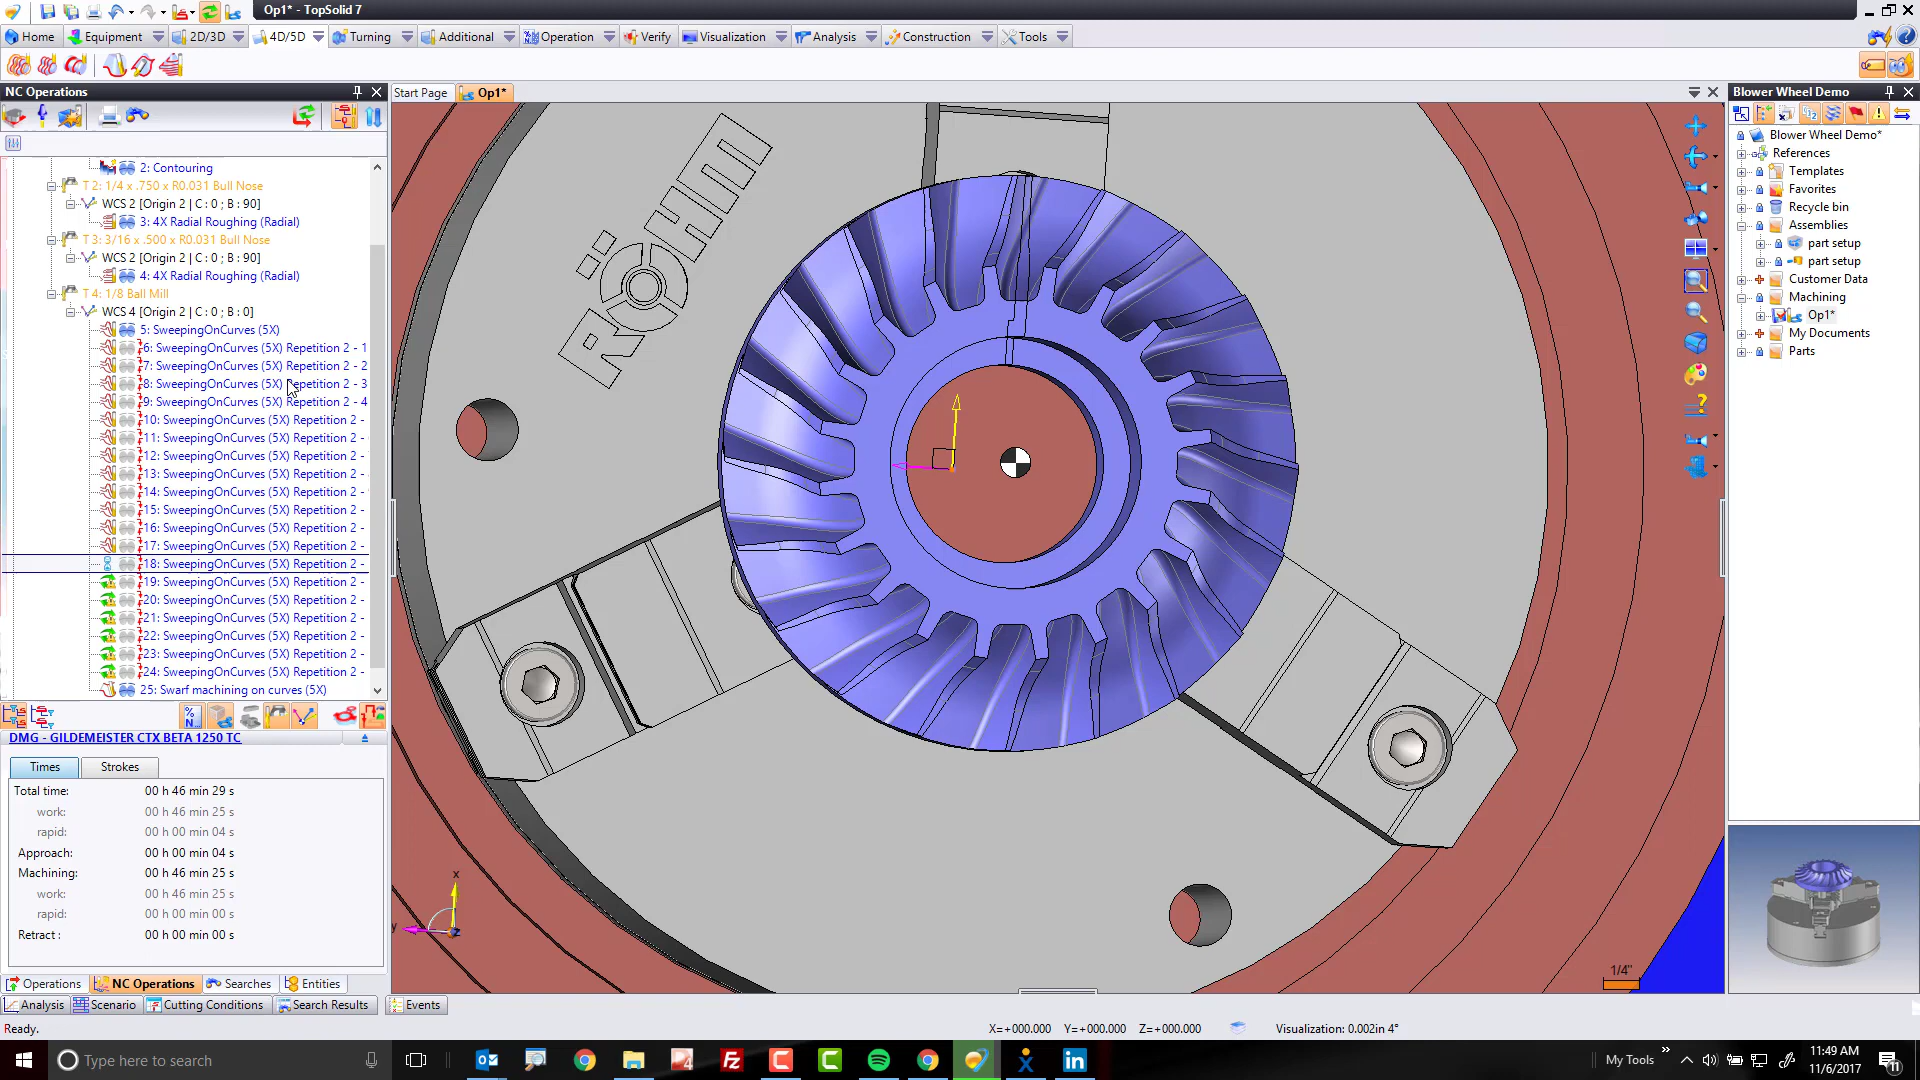 Op1* - TopSolid 7
Home
Equipment
2D/3D
4D/5D
Turning
Additional
Operation
Verify
Visualization
Analysis
Construction
Tools
NC Operations
2: Contouring
T 2: 1/4 x .750 x R0.031 Bull Nose
WCS 2 [Origin 2 | C: 0 ; B : 90]
3: 4X Radial Roughing (Radial)
T 3: 3/16 x .500 x R0.031 Bull Nose
WCS 2 [Origin 2 | C: 0 ; B : 90]
4: 4X Radial Roughing (Radial)
T 4: 1/8 Ball Mill
WCS 4 [Origin 2 | C: 0 ; B : 0]
5: SweepingOnCurves (5X)
6: SweepingOnCurves (5X) Repetition 2 - 1
7: SweepingOnCurves (5X) Repetition 2 - 2
8: SweepingOnCurves (5X) Repetition 2 - 3
9: SweepingOnCurves (5X) Repetition 2 - 4
10: SweepingOnCurves (5X) Repetition 2 -
11: SweepingOnCurves (5X) Repetition 2 -
12: SweepingOnCurves (5X) Repetition 2 -
13: SweepingOnCurves (5X) Repetition 2 -
14: SweepingOnCurves (5X) Repetition 2 -
15: SweepingOnCurves (5X) Repetition 2 -
16: SweepingOnCurves (5X) Repetition 2 -
17: SweepingOnCurves (5X) Repetition 2 -
18: SweepingOnCurves (5X) Repetition 2 -
19: SweepingOnCurves (5X) Repetition 2 -
20: SweepingOnCurves (5X) Repetition 2 -
21: SweepingOnCurves (5X) Repetition 2 -
22: SweepingOnCurves (5X) Repetition 2 -
23: SweepingOnCurves (5X) Repetition 2 -
24: SweepingOnCurves (5X) Repetition 2 -
25: Swarf machining on curves (5X)
DMG - GILDEMEISTER CTX BETA 1250 TC
Times
Strokes
Total time: 00 h 46 min 29 s
work: 00 h 46 min 25 s
rapid: 00 h 00 min 04 s
Approach: 00 h 00 min 04 s
Machining: 00 h 46 min 25 s
work: 00 h 46 min 25 s
rapid: 00 h 00 min 00 s
Retract : 00 h 00 min 00 s
Operations
NC Operations
Searches
Entities
Analysis
Scenario
Cutting Conditions
Search Results
Events
Start Page
Op1*
RÖHM
x
y
1/4"
Blower Wheel Demo
Blower Wheel Demo*
References
Templates
Favorites
Recycle bin
Assemblies
part setup
part setup
Customer Data
Machining
Op1*
My Documents
Parts
Ready.
X=+000.000 Y=+000.000 Z=+000.000
Visualization: 0.002in 4°
Type here to search
My Tools
11:49 AM
11/6/2017
11